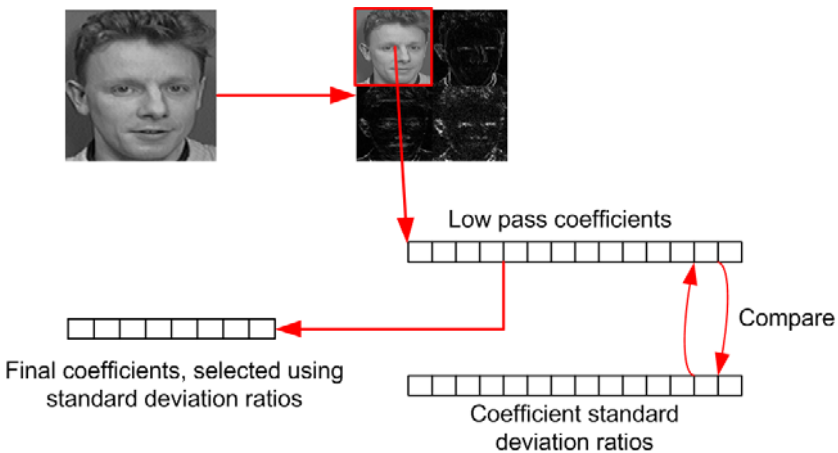 Low pass coefficients
Compare
Final coefficients, selected using
standard deviation ratios
Coefficient standard
deviation ratios